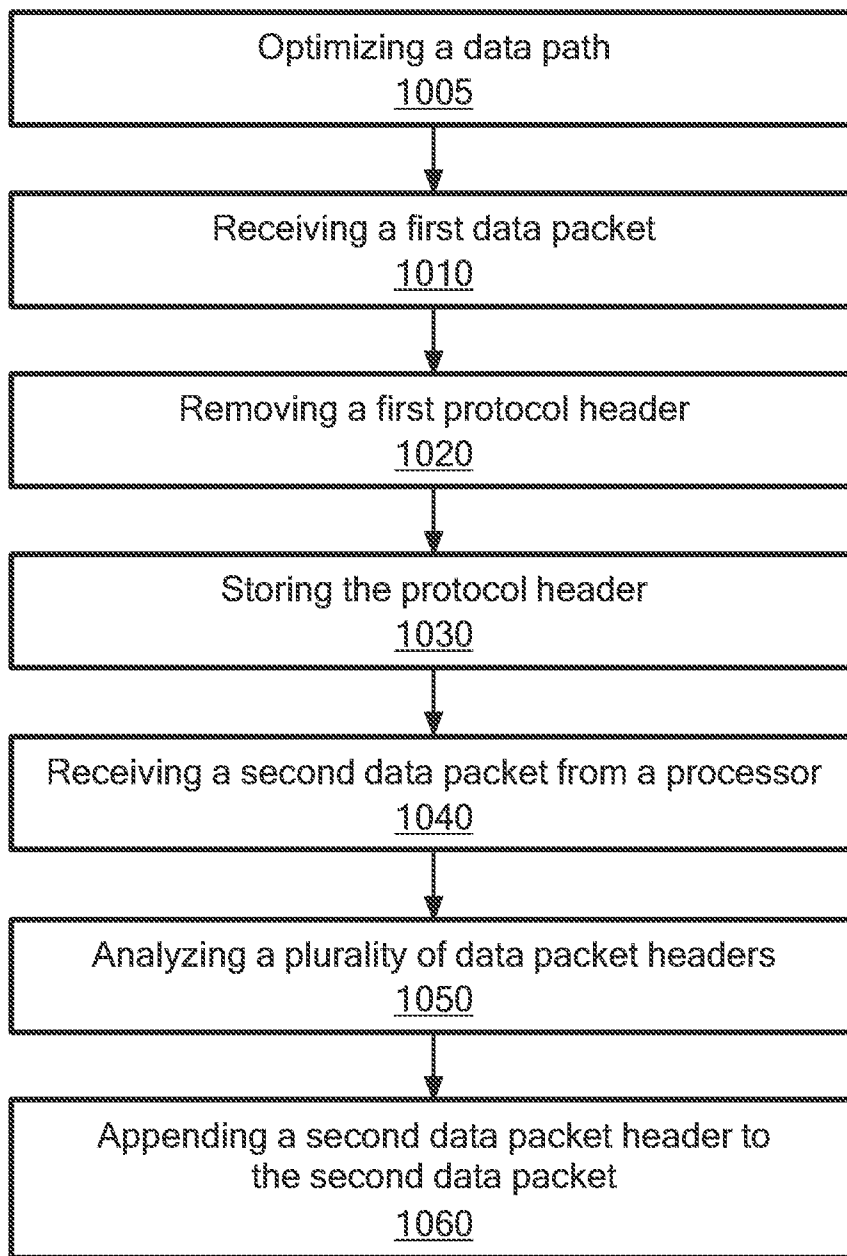 Optimizing a data path
1005
Receiving a first data packet
1010
Removing a first protocol header
1020
Storing the protocol header
1030
Receiving a second data packet from a processor
1040
Analyzing a plurality of data packet headers
1050
Appending a second data packet header to
the second data packet
1060